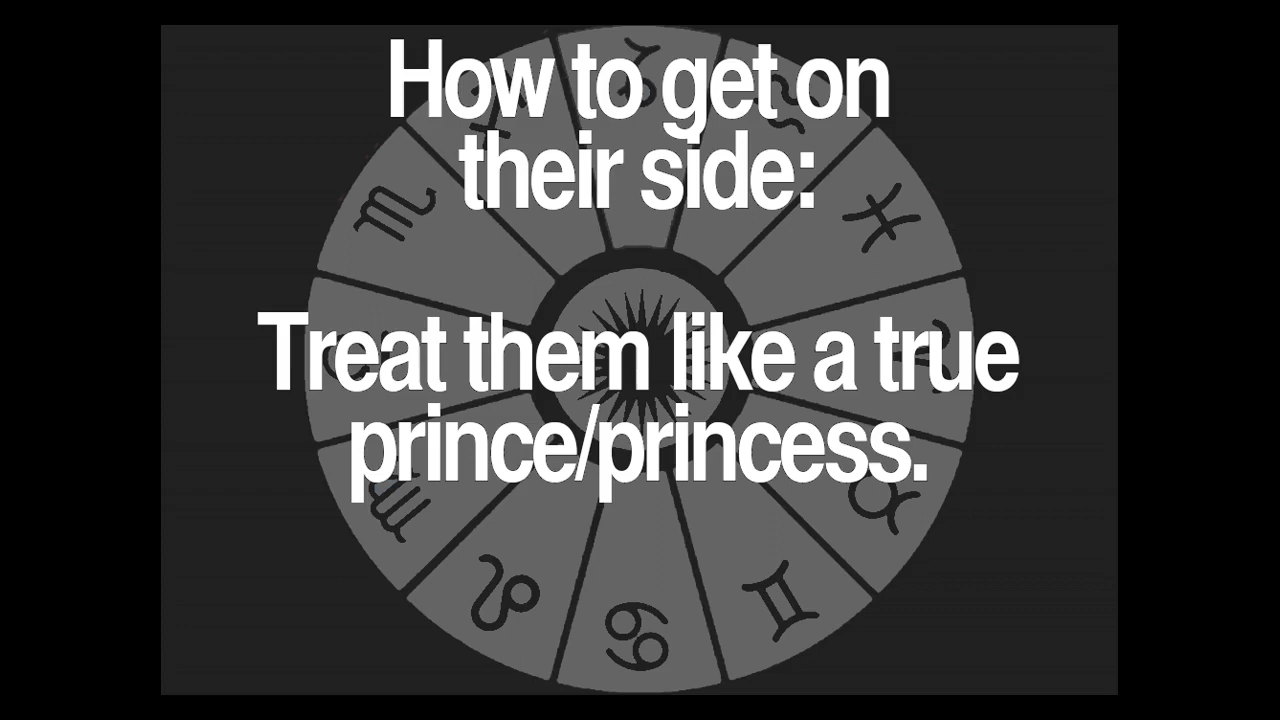 How to get on
their side:
Treat them like a true
prince/princess.